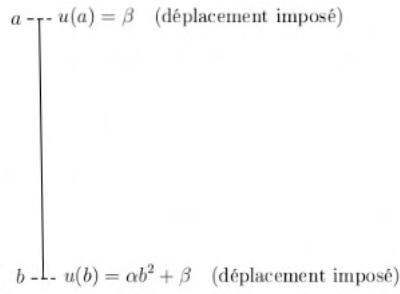 a u(a) = β (déplacement imposé)
b u(b) = αb² + β (déplacement imposé)